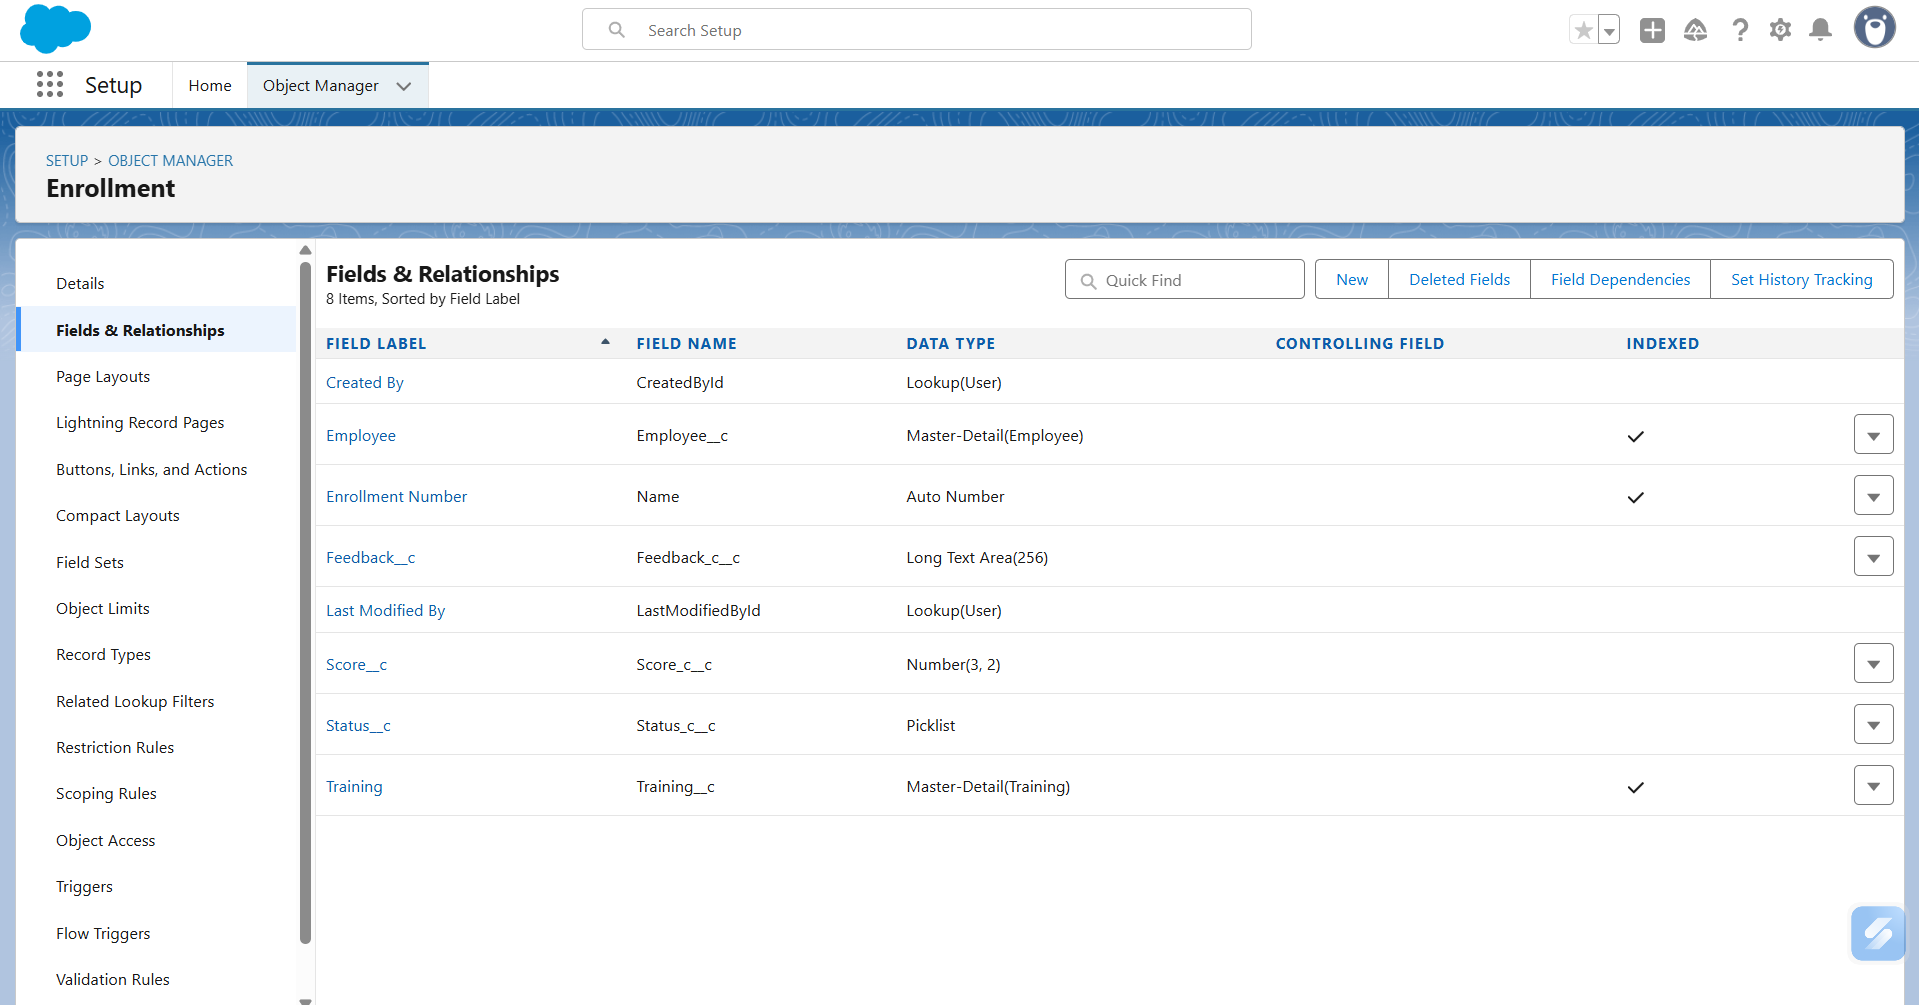 Search Setup
Setup
Home
Object Manager
SETUP > OBJECT MANAGER
Enrollment
Details
Fields & Relationships
Page Layouts
Lightning Record Pages
Buttons, Links, and Actions
Compact Layouts
Field Sets
Object Limits
Record Types
Related Lookup Filters
Restriction Rules
Scoping Rules
Object Access
Triggers
Flow Triggers
Validation Rules
Fields & Relationships
8 Items, Sorted by Field Label
Quick Find
New
Deleted Fields
Field Dependencies
Set History Tracking
FIELD LABEL FIELD NAME DATA TYPE CONTROLLING FIELD INDEXED
Created By CreatedById Lookup(User)
Employee Employee__c Master-Detail(Employee)
Enrollment Number Name Auto Number
Feedback__c Feedback_c__c Long Text Area(256)
Last Modified By LastModifiedById Lookup(User)
Score__c Score_c__c Number(3, 2)
Status__c Status_c__c Picklist
Training Training__c Master-Detail(Training)